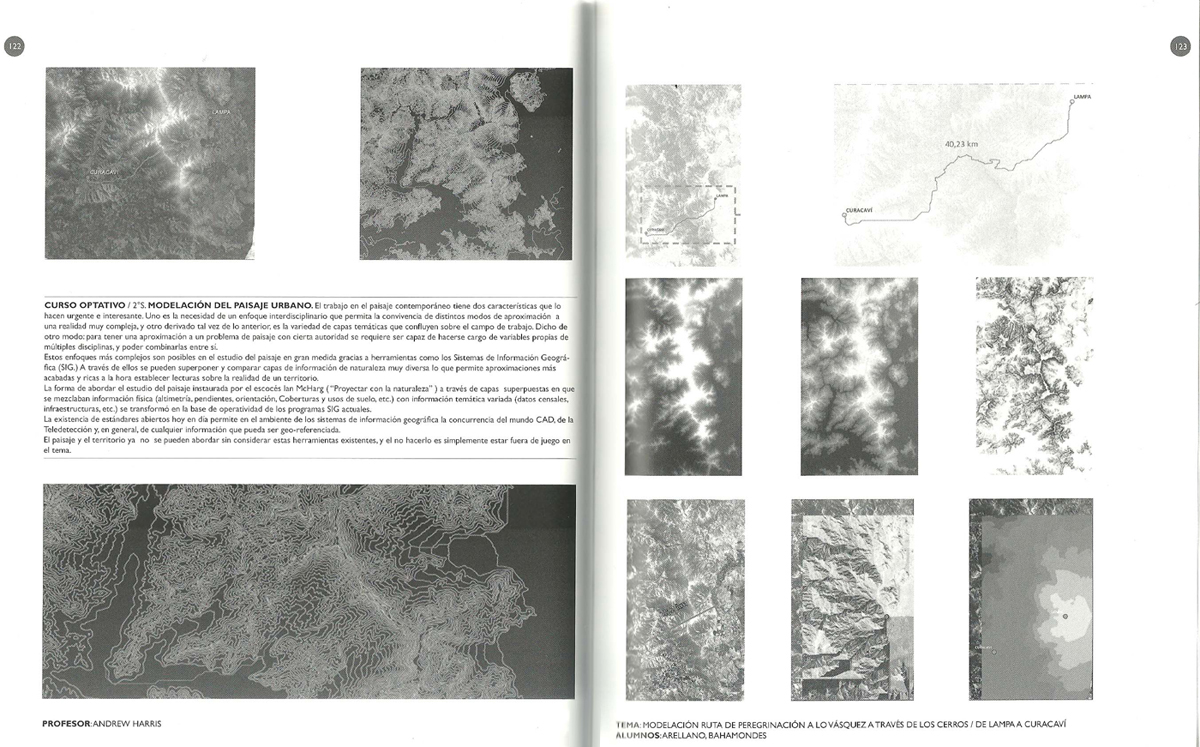 122
LAMPA
CURACAVÍ
CURSO OPTATIVO / 2°S. MODELACIÓN DEL PAISAJE URBANO. El trabajo en el paisaje contemporáneo tiene dos características que lo
hacen urgente e interesante. Uno es la necesidad de un enfoque interdisciplinario que permita la convivencia de distintos modos de aproximación a
una realidad muy compleja, y otro derivado tal vez de lo anterior, es la variedad de capas temáticas que confluyen sobre el campo de trabajo. Dicho de
otro modo: para tener una aproximación a un problema de paisaje con cierta autoridad se requiere ser capaz de hacerse cargo de variables propias de
múltiples disciplinas, y poder combinarlas entre sí.
Estos enfoques más complejos son posibles en el estudio del paisaje en gran medida gracias a herramientas como los Sistemas de Información Geográ-
fica (SIG.) A través de ellos se pueden superponer y comparar capas de información de naturaleza muy diversa lo que permite aproximaciones más
acabadas y ricas a la hora establecer lecturas sobre la realidad de un territorio.
La forma de abordar el estudio del paisaje instaurada por el escocés Ian McHarg ("Proyectar con la naturaleza" ) a través de capas superpuestas en que
se mezclaban información física (altimetría, pendientes, orientación, Coberturas y usos de suelo, etc.) con información temática variada (datos censales,
infraestructuras, etc.) se transformó en la base de operatividad de los programas SIG actuales.
La existencia de estándares abiertos hoy en día permite en el ambiente de los sistemas de información geográfica la concurrencia del mundo CAD, de la
Teledetección y, en general, de cualquier información que pueda ser geo-referenciada.
El paisaje y el territorio ya no se pueden abordar sin considerar estas herramientas existentes, y el no hacerlo es simplemente estar fuera de juego en
el tema.
PROFESOR: ANDREW HARRIS
123
LAMPA
CURACAVÍ
LAMPA
40,23 km
CURACAVÍ
CURACAVÍ
TEMA: MODELACIÓN RUTA DE PEREGRINACIÓN A LO VÁSQUEZ A TRAVÉS DE LOS CERROS / DE LAMPA A CURACAVÍ
ALUMNOS: ARELLANO, BAHAMONDES